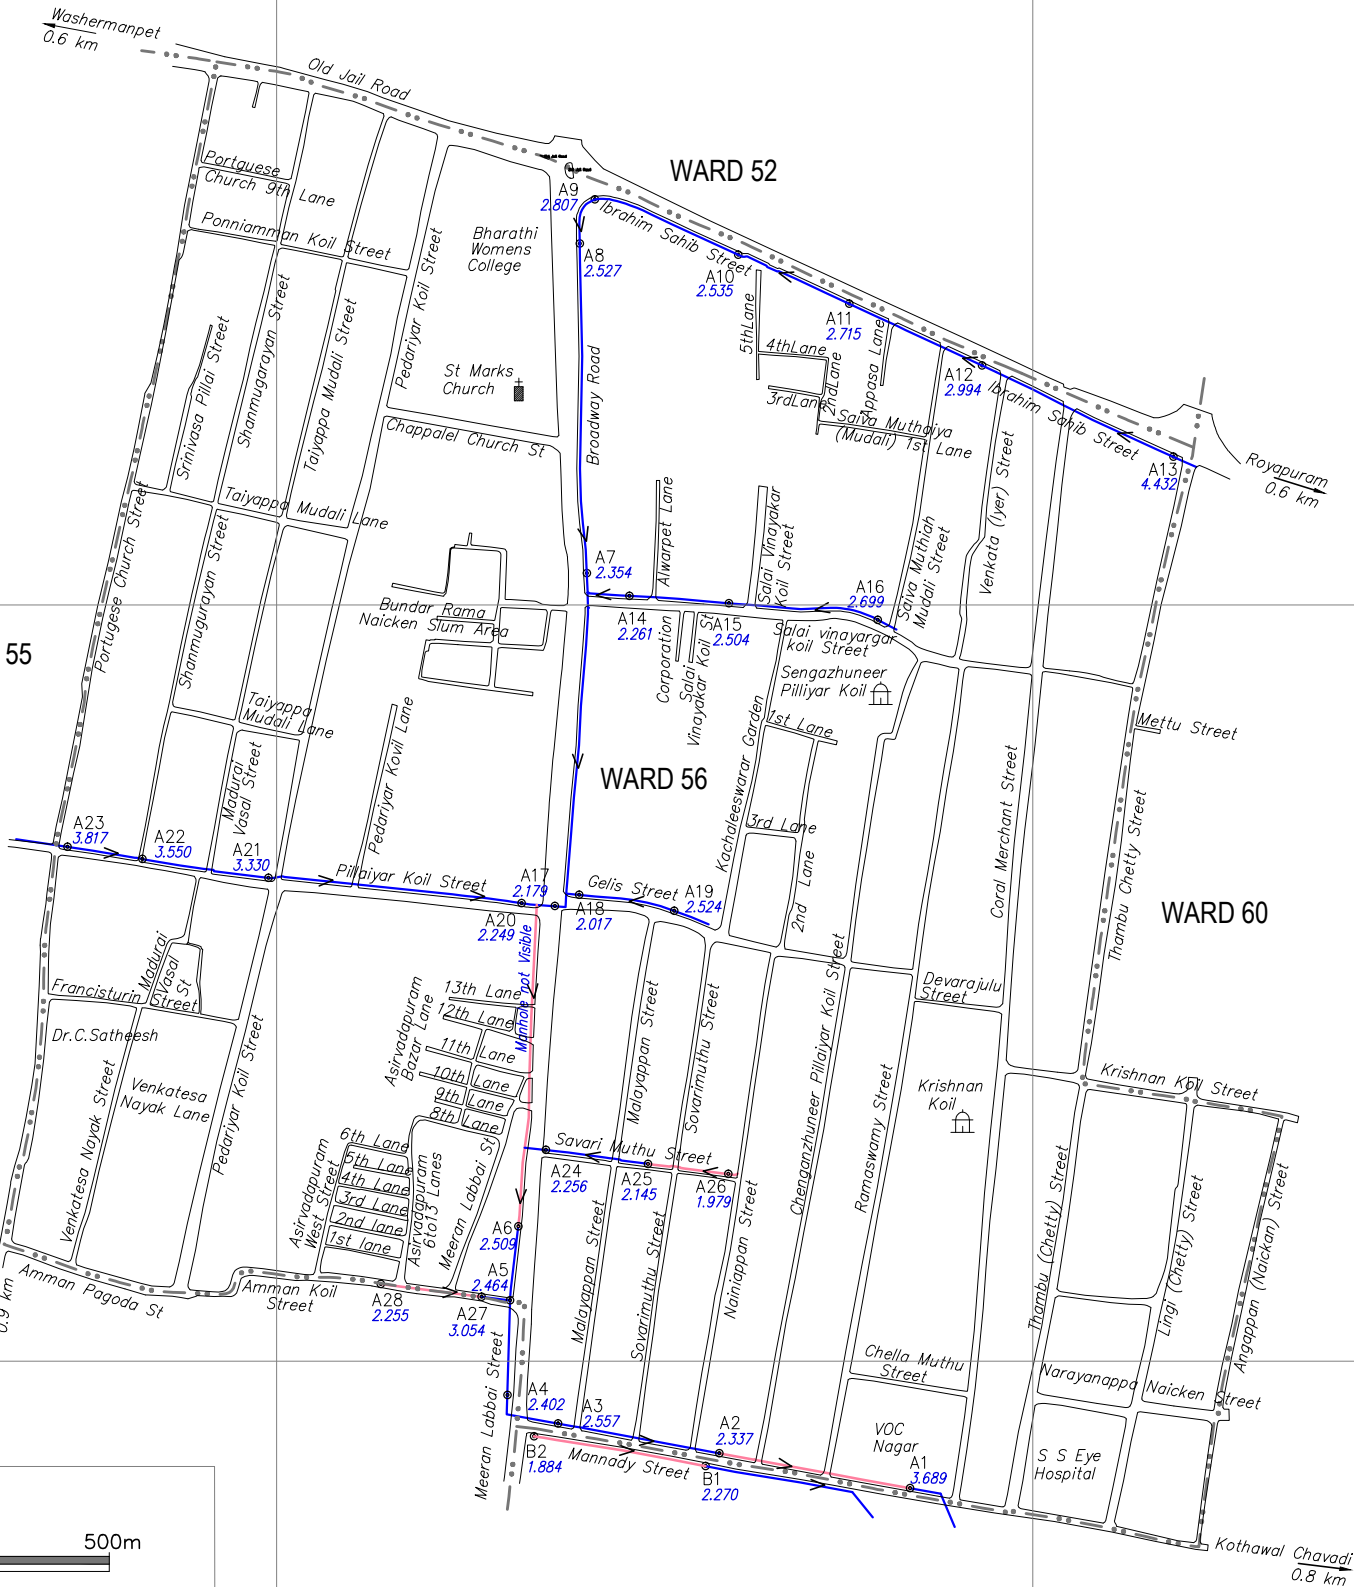 Washermanpet
0.6 km
Old Jail Road
WARD 52
Portguese
Church 9th Lane
Ponniamman Koil Street
A9
2.807
Ibrahim Sahib Street
Bharathi
Womens
College
A8
2.527
A10
2.535
A11
2.715
5thLane
4thLane
2ndLane
3rdLane
Appasa Lane
A12
2.994
Ibrahim Sahib Street
Saiva Muthaiya
(Mudali) 1st Lane
A13
4.432
Royapuram
0.6 km
Srinivasa Pillai Street
Shanmugarayan Street
Taiyappa Mudali Street
Pedariyar Koil Street
St Marks
Church
Chappalel Church St
Broadway Road
Taiyappa Mudali Lane
Portugese Church Street
Shanmugurayan Street
A7
2.354
Alwarpet Lane
Salai Vinayakar
Koil Street
Saiva Muthiah
Mudali Street
Venkata (Iyer) Street
Bundar Rama
Naicken Slum Area
A14
2.261
A15
2.504
A16
2.699
Salai vinayargar
koil Street
Corporation
Salai
Vinayakar Koil St
Sengazhuneer
Pilliyar Koil
55
Taiyappa
Mudali Lane
Madurai
Vasal Street
Pedariyar Kovil Lane
WARD 56
Kachaleeswarar Garden
1st Lane
3rd Lane
2nd Lane
Coral Merchant Street
Mettu Street
Thambu Chetty Street
WARD 60
A23
3.817
A22
3.550
A21
3.330
Pillaiyar Koil Street
A17
2.179
Gelis Street
A19
2.524
A18
2.017
A20
2.249
Manhole not Visible
Madurai
Vasal
St
Francisturin Street
Dr.C.Satheesh
Venkatesa
Nayak Lane
Venkatesa Nayak Street
Pedariyar Koil Street
Asirvadapuram
Bazar Lane
13th Lane
12th Lane
11th Lane
10th Lane
9th Lane
8th Lane
Malayappan Street
Sovarimuthu Street
Chenganzhuneer Pillaiyar Koil Street
Ramaswamy Street
Devarajulu
Street
Krishnan
Koil
Krishnan Koil Street
6th Lane
5th Lane
4th Lane
3rd Lane
2nd lane
1st lane
Asirvadapuram
West Street
Asirvadapuram
6to13 Lanes
Meeran Labbai St
Savari Muthu Street
A24
2.256
A25
2.145
A26
1.979
A6
2.509
A5
2.464
A27
3.054
A28
2.255
Amman Pagoda St
0.9 km
Amman Koil
Street
Malayappan Street
Sovarimuthu Street
Nainiappan Street
Thambu (Chetty) Street
Lingi (Chetty) Street
Angappan (Naickan) Street
Meeran Labbai Street
A4
2.402
A3
2.557
A2
2.337
Chella Muthu
Street
Narayanappa Naicken Street
VOC
Nagar
A1
3.689
S S Eye
Hospital
B2
1.884
Mannady Street
B1
2.270
500m
Kothawal Chavadi
0.8 km